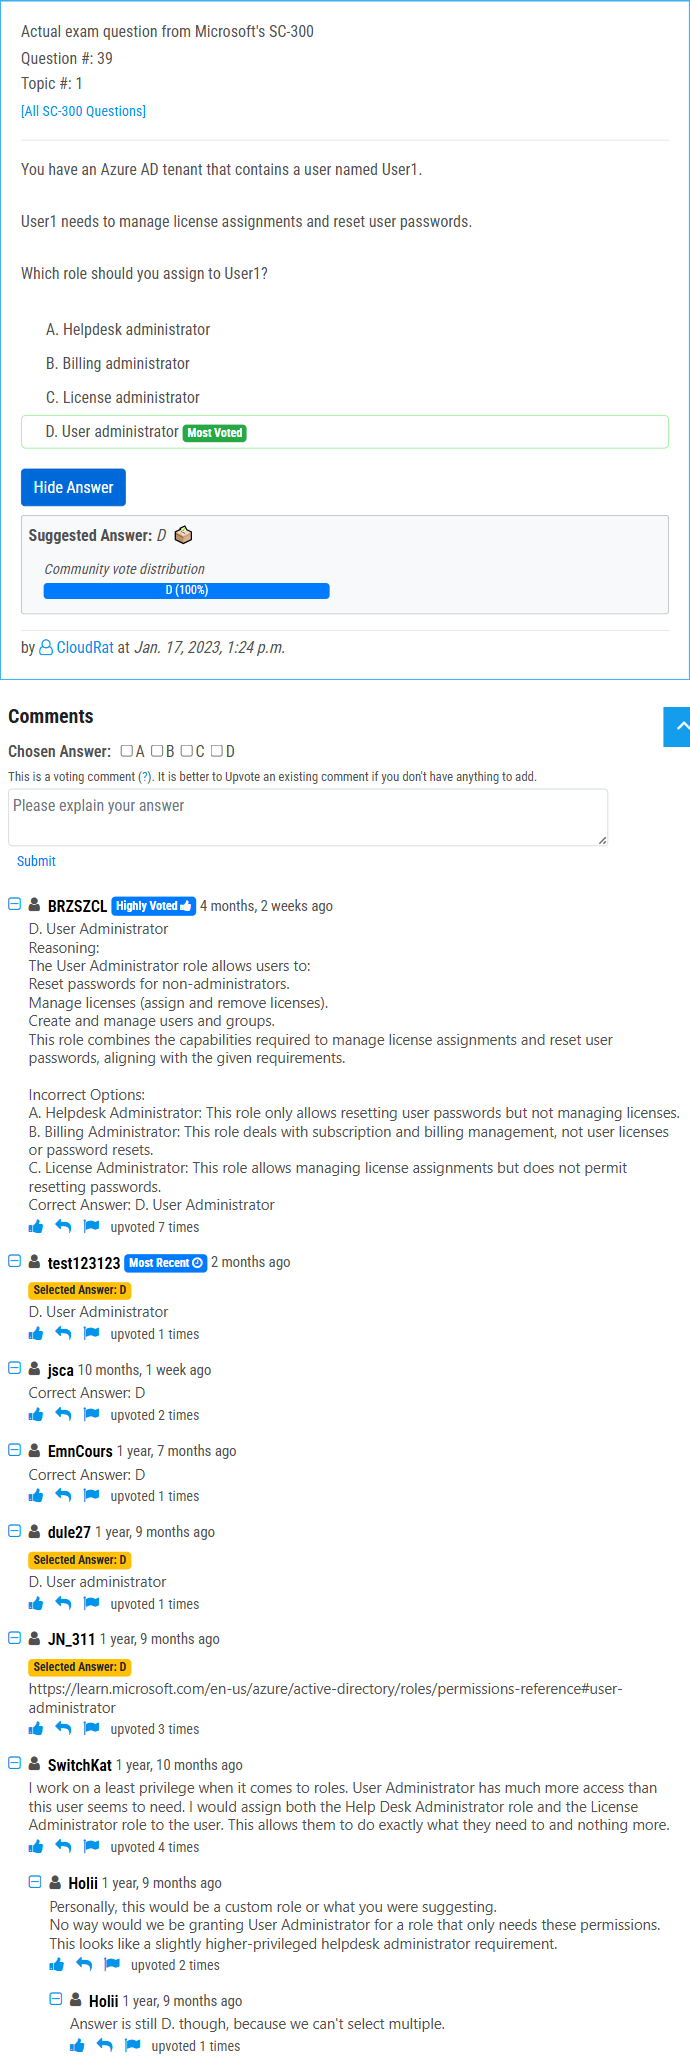 Actual exam question from Microsoft's SC-300
Question #: 39
Topic #: 1
[All SC-300 Questions]
You have an Azure AD tenant that contains a user named User1.
User1 needs to manage license assignments and reset user passwords.
Which role should you assign to User1?
A. Helpdesk administrator
B. Billing administrator
C. License administrator
D. User administrator Most Voted
Hide Answer
Suggested Answer: D
Community vote distribution
D (100%)
by CloudRat at Jan. 17, 2023, 1:24 p.m.
Comments
Chosen Answer: A B C D
This is a voting comment (?). It is better to Upvote an existing comment if you don't have anything to add.
Please explain your answer
Submit
BRZSZCL Highly Voted 4 months, 2 weeks ago
D. User Administrator
Reasoning:
The User Administrator role allows users to:
Reset passwords for non-administrators.
Manage licenses (assign and remove licenses).
Create and manage users and groups.
This role combines the capabilities required to manage license assignments and reset user
passwords, aligning with the given requirements.
Incorrect Options:
A. Helpdesk Administrator: This role only allows resetting user passwords but not managing licenses.
B. Billing Administrator: This role deals with subscription and billing management, not user licenses
or password resets.
C. License Administrator: This role allows managing license assignments but does not permit
resetting passwords.
Correct Answer: D. User Administrator
upvoted 7 times
test123123 Most Recent 2 months ago
Selected Answer: D
D. User Administrator
upvoted 1 times
jsca 10 months, 1 week ago
Correct Answer: D
upvoted 2 times
EmnCours 1 year, 7 months ago
Correct Answer: D
upvoted 1 times
dule27 1 year, 9 months ago
Selected Answer: D
D. User administrator
upvoted 1 times
JN_311 1 year, 9 months ago
Selected Answer: D
https://learn.microsoft.com/en-us/azure/active-directory/roles/permissions-reference#user-
administrator
upvoted 3 times
SwitchKat 1 year, 10 months ago
I work on a least privilege when it comes to roles. User Administrator has much more access than
this user seems to need. I would assign both the Help Desk Administrator role and the License
Administrator role to the user. This allows them to do exactly what they need to and nothing more.
upvoted 4 times
Holii 1 year, 9 months ago
Personally, this would be a custom role or what you were suggesting.
No way would we be granting User Administrator for a role that only needs these permissions.
This looks like a slightly higher-privileged helpdesk administrator requirement.
upvoted 2 times
Holii 1 year, 9 months ago
Answer is still D. though, because we can't select multiple.
upvoted 1 times